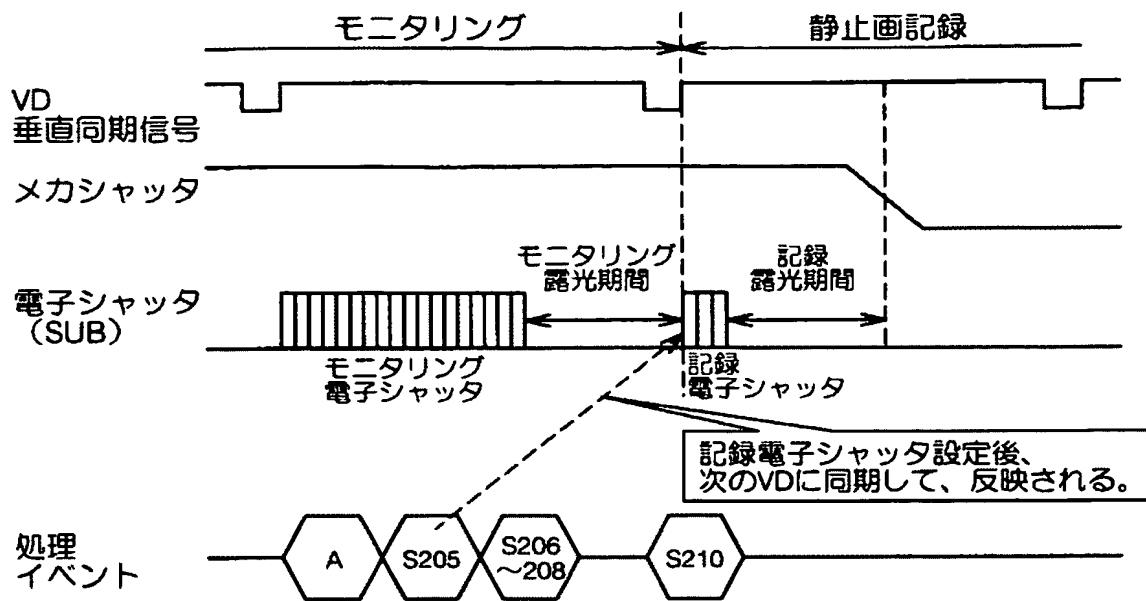 モニタリング
静止画記録
VD
垂直同期信号
メカシャッタ
モニタリング
露光期間
記録
露光期間
電子シャッタ
(SUB)
モニタリング
電子シャッタ
記録
電子シャッタ
記録電子シャッタ設定後、
次のVDに同期して、反映される。
処理
イベント
A
S205
S206
～208
S210